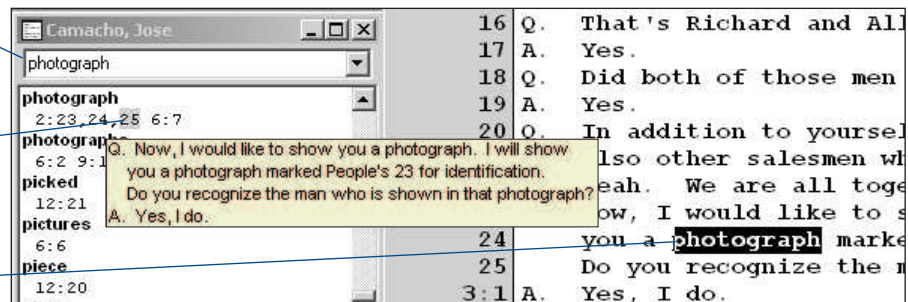 Camacho, Jose
photograph
photograph
2:23,24,25 6:7
photographs
6:2 9:1
picked
12:21
pictures
6:6
piece
12:20
Q. Now, I would like to show you a photograph. I will show
you a photograph marked People's 23 for identification.
Do you recognize the man who is shown in that photograph?
A. Yes, I do.
16 Q. That's Richard and All
17 A. Yes.
18 Q. Did both of those men
19 A. Yes.
20 Q. In addition to yoursel
lso other salesmen wh
eah. We are all toge
ow, I would like to s
24 you a photograph marke
25 Do you recognize the m
3:1 A. Yes, I do.